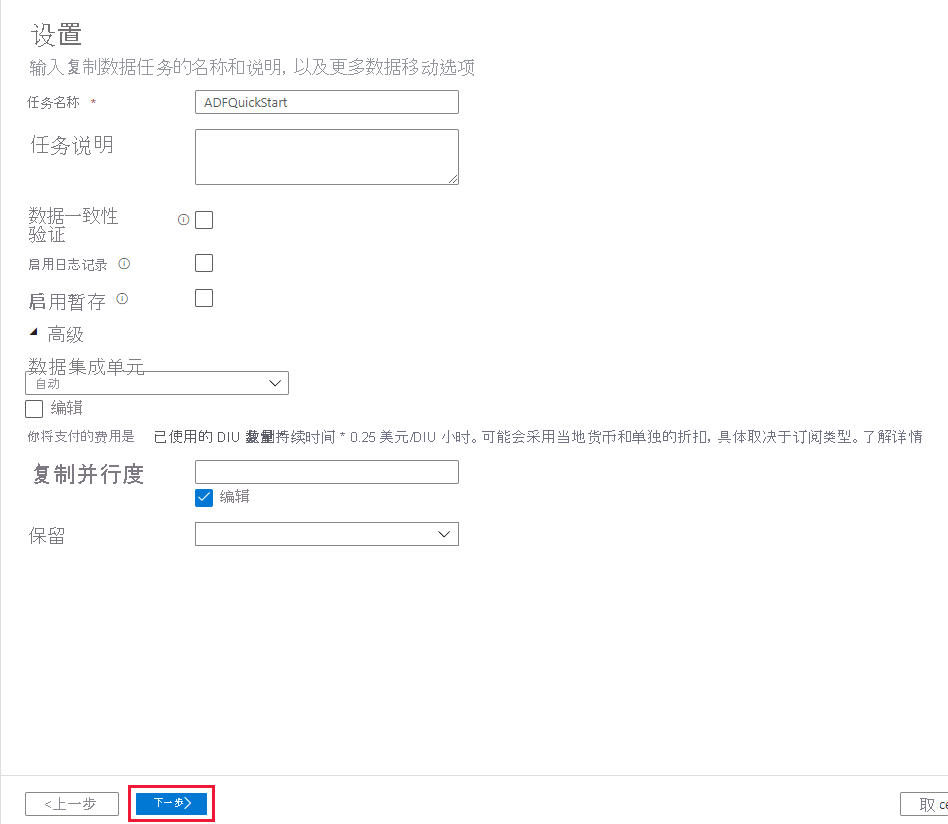 设置
输入复制数据任务的名称和说明, 以及更多数据移动选项
任务名称 * ADFQuickStart
任务说明
数据一致性
验证
启用日志记录
启用暂存
高级
数据集成单元
自动
编辑
你将支付的费用是 已使用的 DIU 数量 * 持续时间 * 0.25 美元/DIU 小时。可能会采用当地货币和单独的折扣, 具体取决于订阅类型。了解详情
复制并行度
编辑
保留
<上一步 下一步> 取 ce